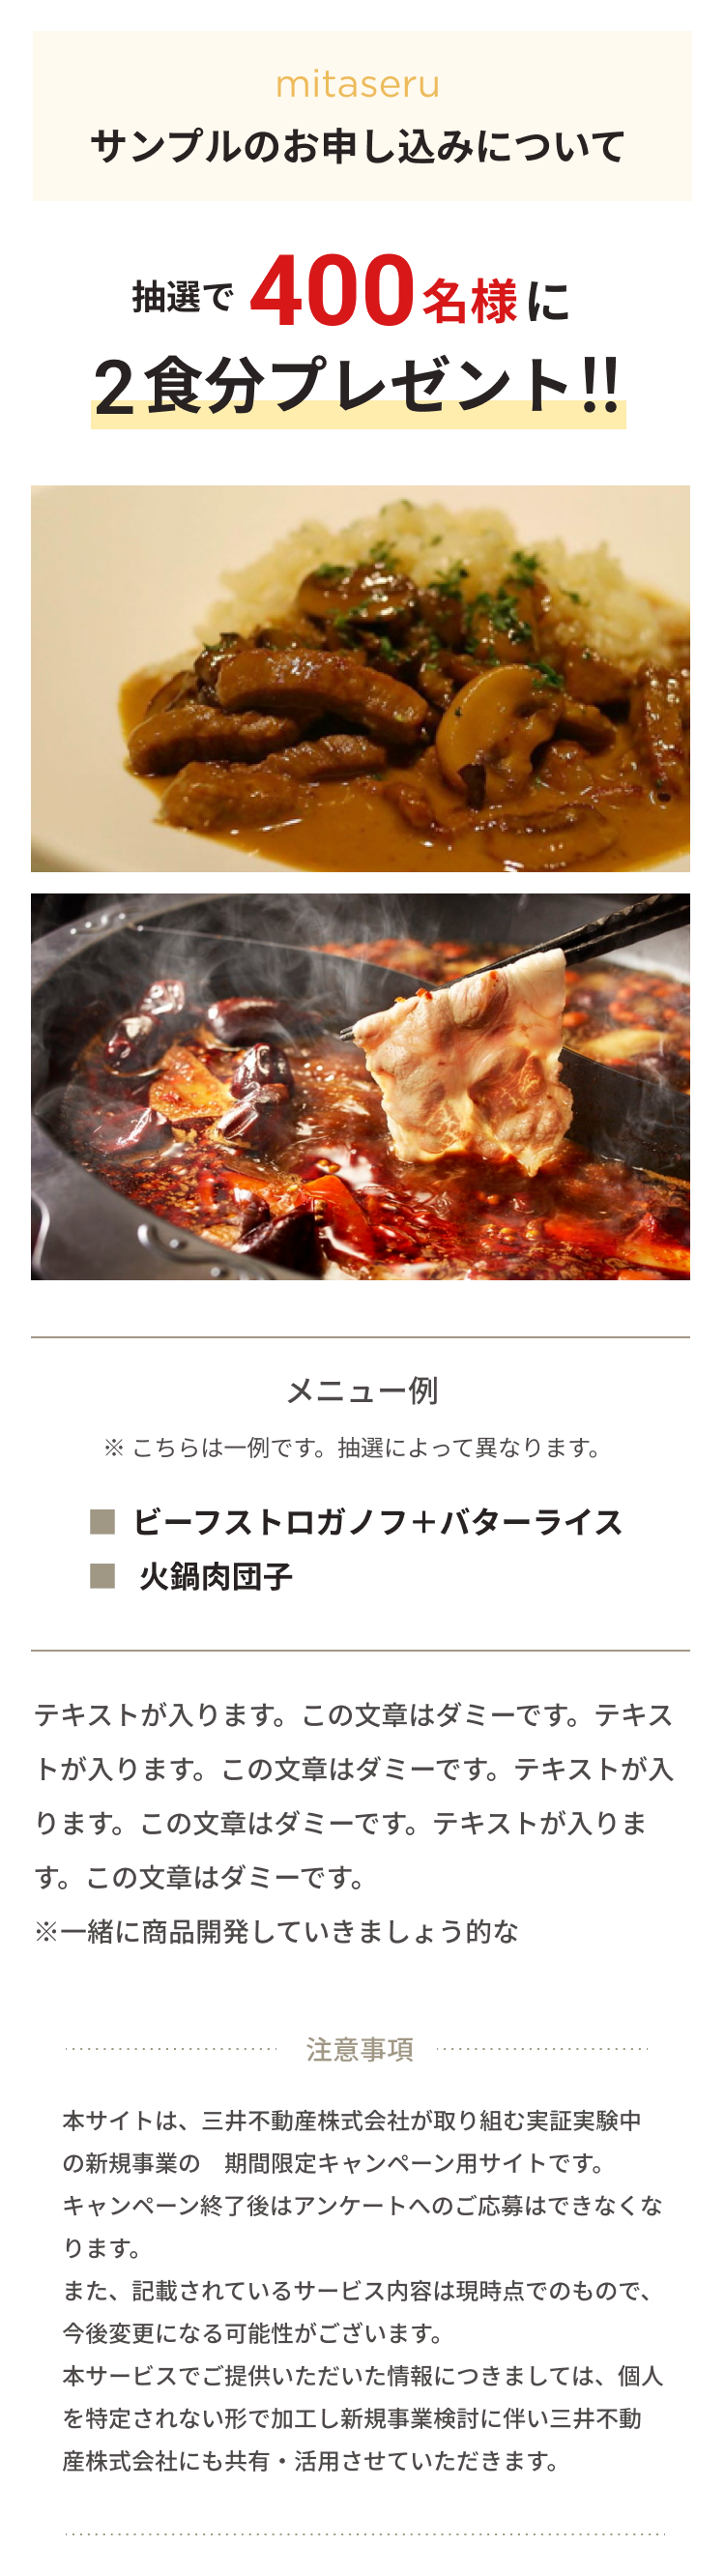 mitaseru
サンプルのお申し込みについて
抽選で 400名様に
2食分プレゼント!!
メニュー例
※ こちらは一例です。抽選によって異なります。
■ ビーフストロガノフ＋バターライス
■ 火鍋肉団子
テキストが入ります。この文章はダミーです。テキス
トが入ります。この文章はダミーです。テキストが入
ります。この文章はダミーです。テキストが入りま
す。この文章はダミーです。
※一緒に商品開発していきましょう的な
注意事項
本サイトは、三井不動産株式会社が取り組む実証実験中
の新規事業の　期間限定キャンペーン用サイトです。
キャンペーン終了後はアンケートへのご応募はできなくな
ります。
また、記載されているサービス内容は現時点でのもので、
今後変更になる可能性がございます。
本サービスでご提供いただいた情報につきましては、個人
を特定されない形で加工し新規事業検討に伴い三井不動
産株式会社にも共有・活用させていただきます。